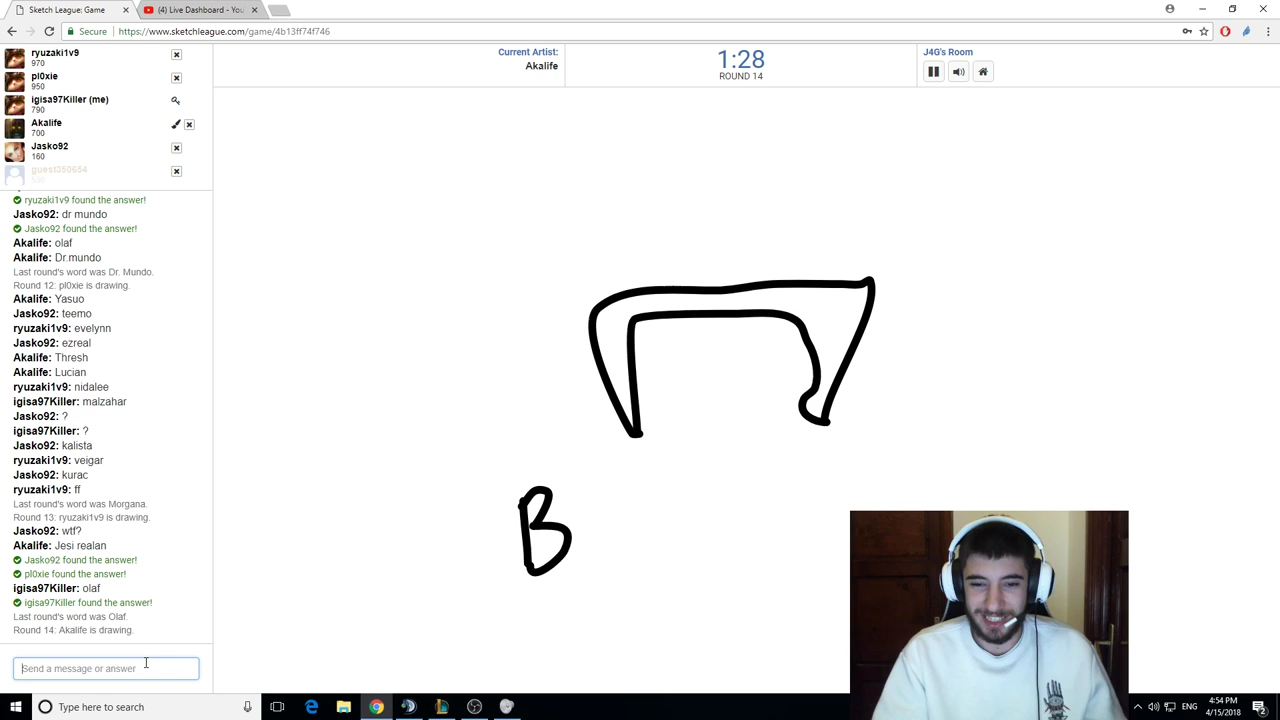 Sketch League: Game
(4) Live Dashboard - You
Secure
https://www.sketchleague.com/game/4b13ff74f746
ryuzaki1v9
970
pl0xie
950
igisa97Killer (me)
790
Akalife
700
Jasko92
160
guest350654
Current Artist:
Akalife
1:28
ROUND 14
J4G's Room
ryuzaki1v9 found the answer!
Jasko92: dr mundo
Jasko92 found the answer!
Akalife: olaf
Akalife: Dr.mundo
Last round's word was Dr. Mundo.
Round 12: pl0xie is drawing.
Akalife: Yasuo
Jasko92: teemo
ryuzaki1v9: evelynn
Jasko92: ezreal
Akalife: Thresh
Akalife: Lucian
ryuzaki1v9: nidalee
igisa97Killer: malzahar
Jasko92: ?
igisa97Killer: ?
Jasko92: kalista
ryuzaki1v9: veigar
Jasko92: kurac
ryuzaki1v9: ff
Last round's word was Morgana.
Round 13: ryuzaki1v9 is drawing.
Jasko92: wtf?
Akalife: Jesi realan
Jasko92 found the answer!
pl0xie found the answer!
igisa97Killer: olaf
igisa97Killer found the answer!
Last round's word was Olaf.
Round 14: Akalife is drawing.
Send a message or answer
B
Type here to search
ENG
4:54 PM
4/15/2018
2